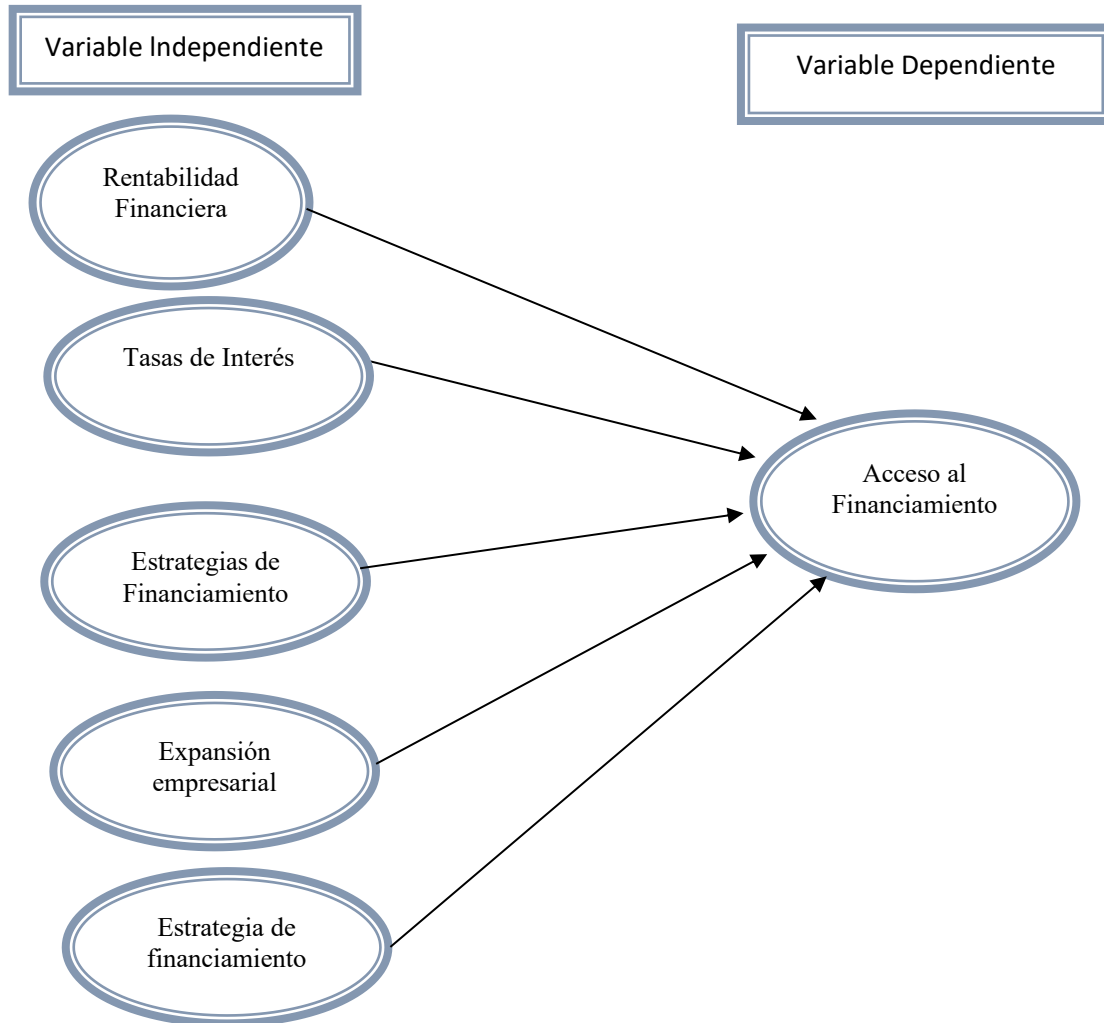 Variable Independiente
Variable Dependiente
Rentabilidad
Financiera
Tasas de Interés
Acceso al
Financiamiento
Estrategias de
Financiamiento
Expansión
empresarial
Estrategia de
financiamiento